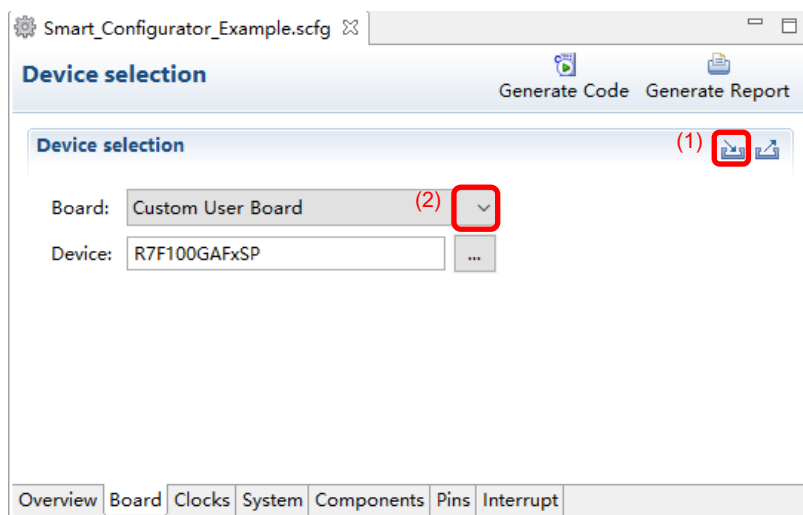 Smart_Configurator_Example.scfg
Device selection
Generate Code Generate Report
Device selection (1)
Board: Custom User Board (2)
Device: R7F100GAFxSP ...
Overview Board Clocks System Components Pins Interrupt